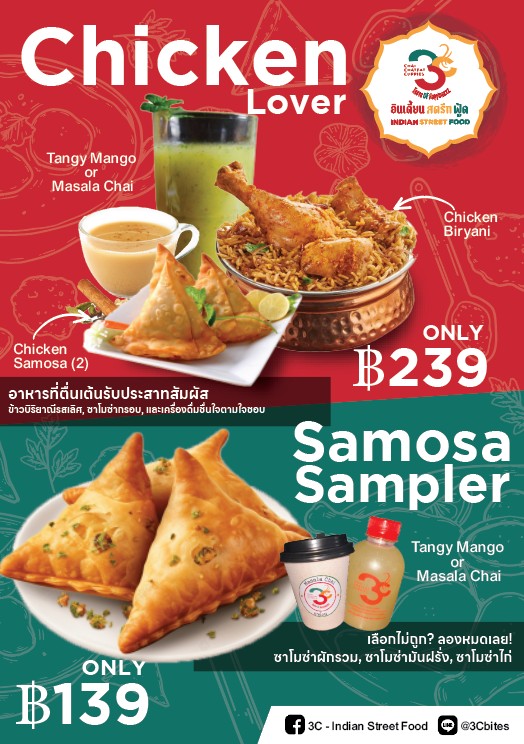 Chicken
Lover
CHAI
CHAPPAT
CUPPIES
อินเดี้ยน สตรีท ฟู้ด
INDIAN STREET FOOD
Tangy Mango
or
Masala Chai
Chicken
Biryani
Chicken
Samosa (2)
ONLY
฿239
อาหารที่ตื่นเต้นรับประสาทสัมผัส
ข้าวบิริยาณีรสเลิศ, ซาโมซ่ากรอบ, และเครื่องดื่มชื่นใจตามใจชอบ
Samosa
Sampler
Masala Chai
3C
Tangy Mango
or
Masala Chai
เลือกไม่ถูก? ลองหมดเลย!
ซาโมซ่าผักรวม, ซาโมซ่ามันฝรั่ง, ซาโมซ่าไก่
ONLY
฿139
3C - Indian Street Food
LINE
@3Cbites